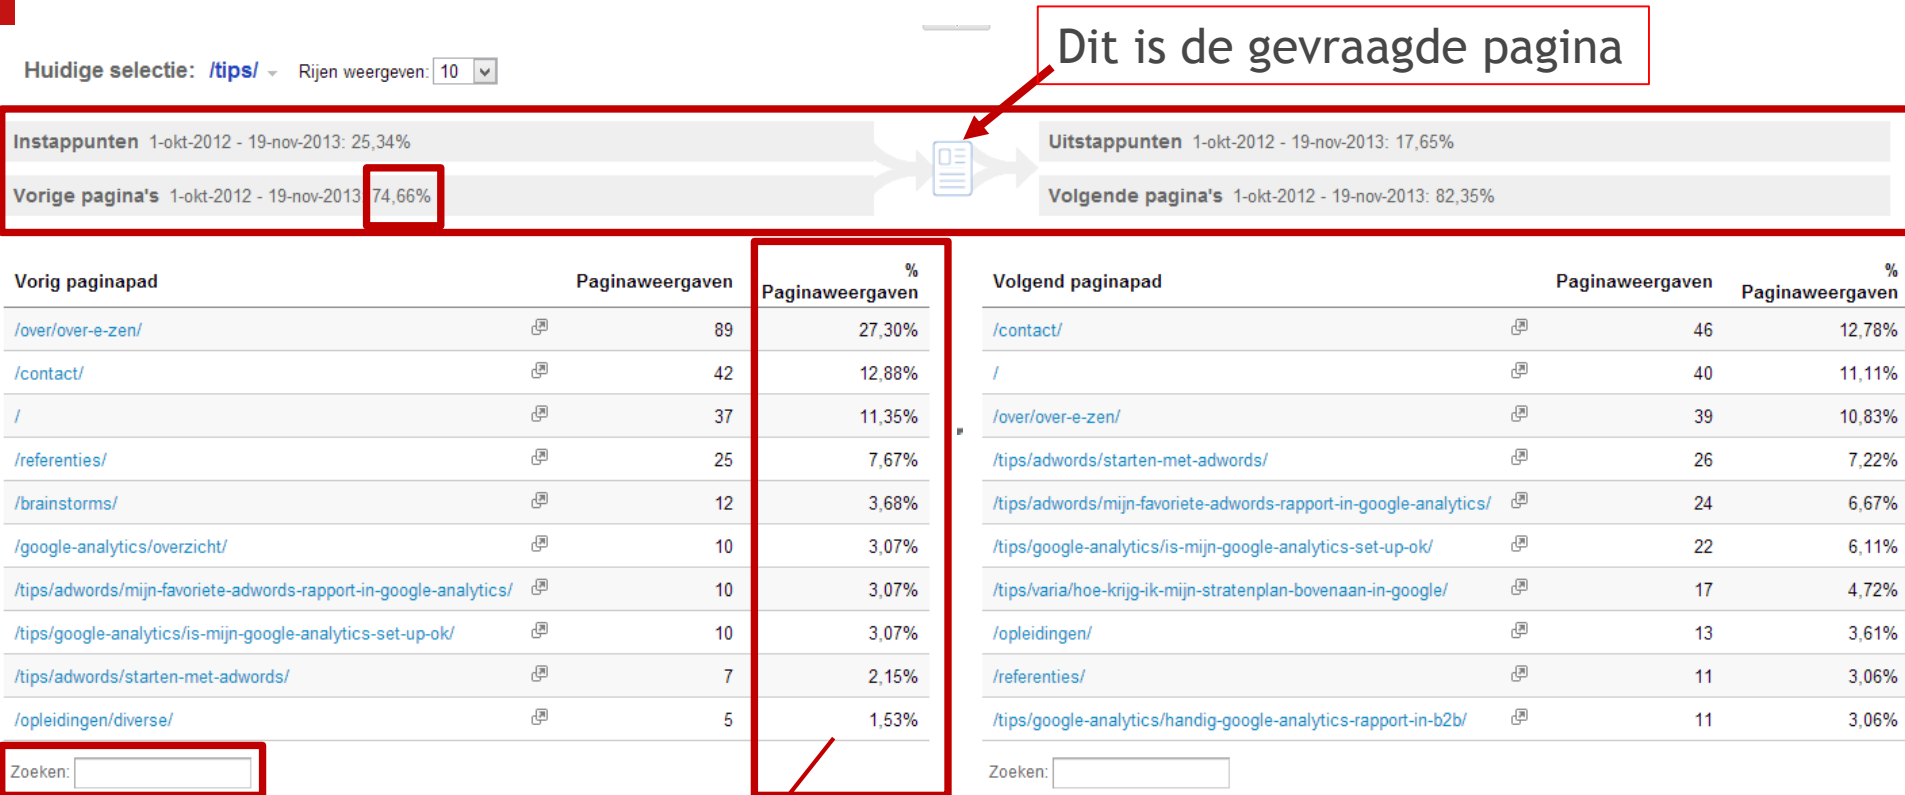 Dit is de gevraagde pagina
Huidige selectie: /tips/ Rijen weergeven: 10
Instappunten 1-okt-2012 - 19-nov-2013: 25,34%
Vorige pagina's 1-okt-2012 - 19-nov-2013: 74,66%
Uitstappunten 1-okt-2012 - 19-nov-2013: 17,65%
Volgende pagina's 1-okt-2012 - 19-nov-2013: 82,35%
Vorig paginapad Paginaweergaven %
Paginaweergaven
/over/over-e-zen/ 89 27,30%
/contact/ 42 12,88%
/ 37 11,35%
/referenties/ 25 7,67%
/brainstorms/ 12 3,68%
/google-analytics/overzicht/ 10 3,07%
/tips/adwords/mijn-favoriete-adwords-rapport-in-google-analytics/ 10 3,07%
/tips/google-analytics/is-mijn-google-analytics-set-up-ok/ 10 3,07%
/tips/adwords/starten-met-adwords/ 7 2,15%
/opleidingen/diverse/ 5 1,53%
Zoeken:
Volgend paginapad Paginaweergaven %
Paginaweergaven
/contact/ 46 12,78%
/ 40 11,11%
/over/over-e-zen/ 39 10,83%
/tips/adwords/starten-met-adwords/ 26 7,22%
/tips/adwords/mijn-favoriete-adwords-rapport-in-google-analytics/ 24 6,67%
/tips/google-analytics/is-mijn-google-analytics-set-up-ok/ 22 6,11%
/tips/varia/hoe-krijg-ik-mijn-stratenplan-bovenaan-in-google/ 17 4,72%
/opleidingen/ 13 3,61%
/referenties/ 11 3,06%
/tips/google-analytics/handig-google-analytics-rapport-in-b2b/ 11 3,06%
Zoeken: